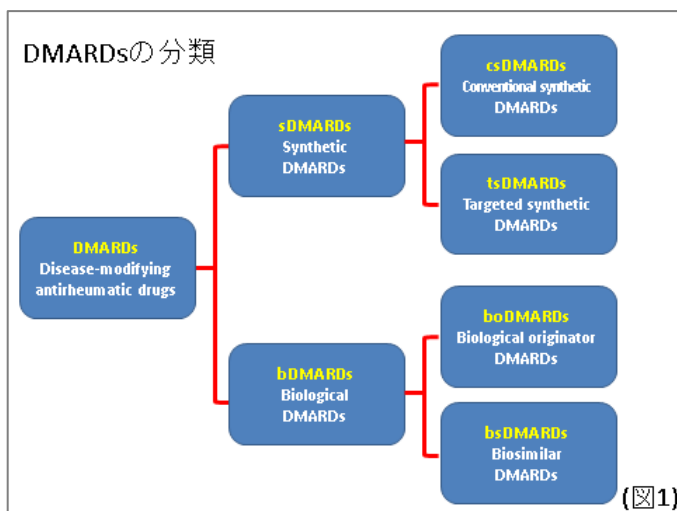 DMARDsの分類
csDMARDs
Conventional synthetic
DMARDs
sDMARDs
Synthetic
DMARDs
tsDMARDs
Targeted synthetic
DMARDs
DMARDs
Disease-modifying
antirheumatic drugs
boDMARDs
Biological originator
DMARDs
bDMARDs
Biological
DMARDs
bsDMARDs
Biosimilar
DMARDs
(図1)